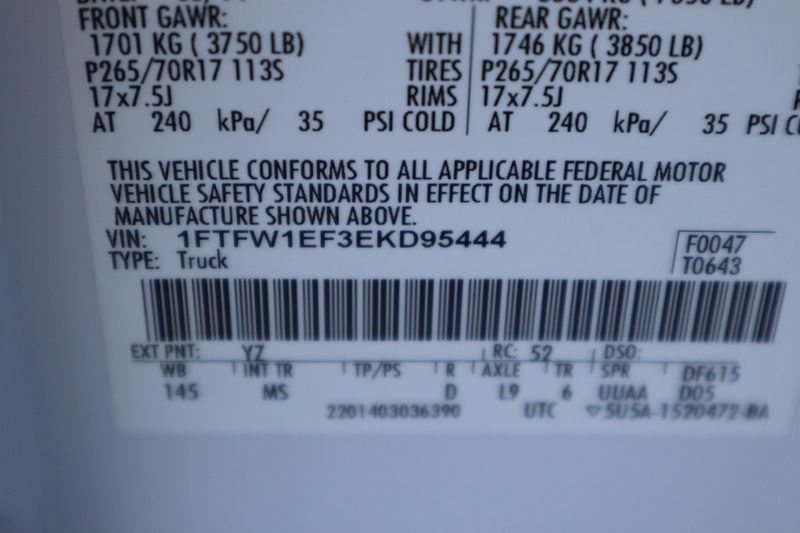 FRONT GAWR: REAR GAWR:
1701 KG ( 3750 LB) WITH 1746 KG ( 3850 LB)
P265/70R17 113S TIRES P265/70R17 113S
17x7.5J RIMS 17x7.5J
AT 240 kPa/ 35 PSI COLD AT 240 kPa/ 35 PSI
THIS VEHICLE CONFORMS TO ALL APPLICABLE FEDERAL MOTOR
VEHICLE SAFETY STANDARDS IN EFFECT ON THE DATE OF
MANUFACTURE SHOWN ABOVE.
VIN: 1FTFW1EF3EKD95444 F0047
TYPE: Truck T0643
EXT PNT: YZ RC: 52 DSO:
WB INT TR TP/PS R AXLE TR SPR DF615
145 MS D L9 6 UUAA D05
2201403036390 UTC ▽SU5A-1520472-BA